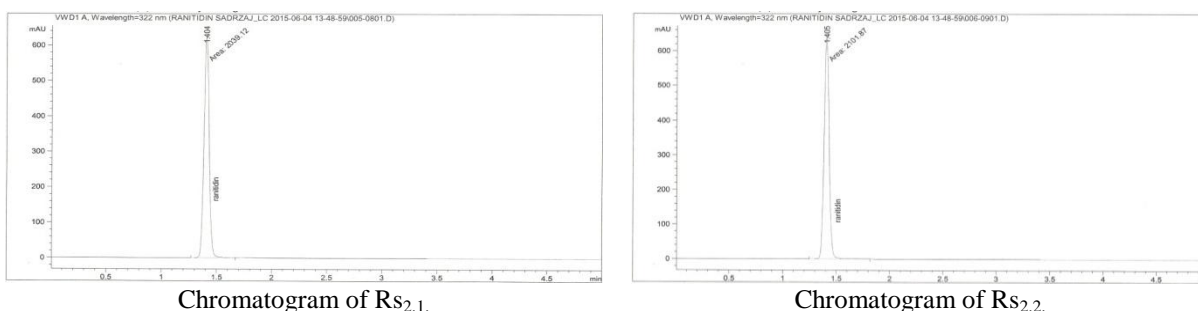 VWD1 A, Wavelength=322 nm (RANITIDIN SADRZAJ_LC 2015-06-04 13-48-59\005-0801.D)
mAU
1.404
Area: 2039.12
600
500
400
300
200
100
0
ranitidin
0.5 1 1.5 2 2.5 3 3.5 4 4.5 min
Chromatogram of Rs2.1.
VWD1 A, Wavelength=322 nm (RANITIDIN SADRZAJ_LC 2015-06-04 13-48-59\006-0901.D)
mAU
1.405
Area: 2101.87
600
500
400
300
200
100
0
ranitidin
0.5 1 1.5 2 2.5 3 3.5 4 4.5
Chromatogram of Rs2.2.